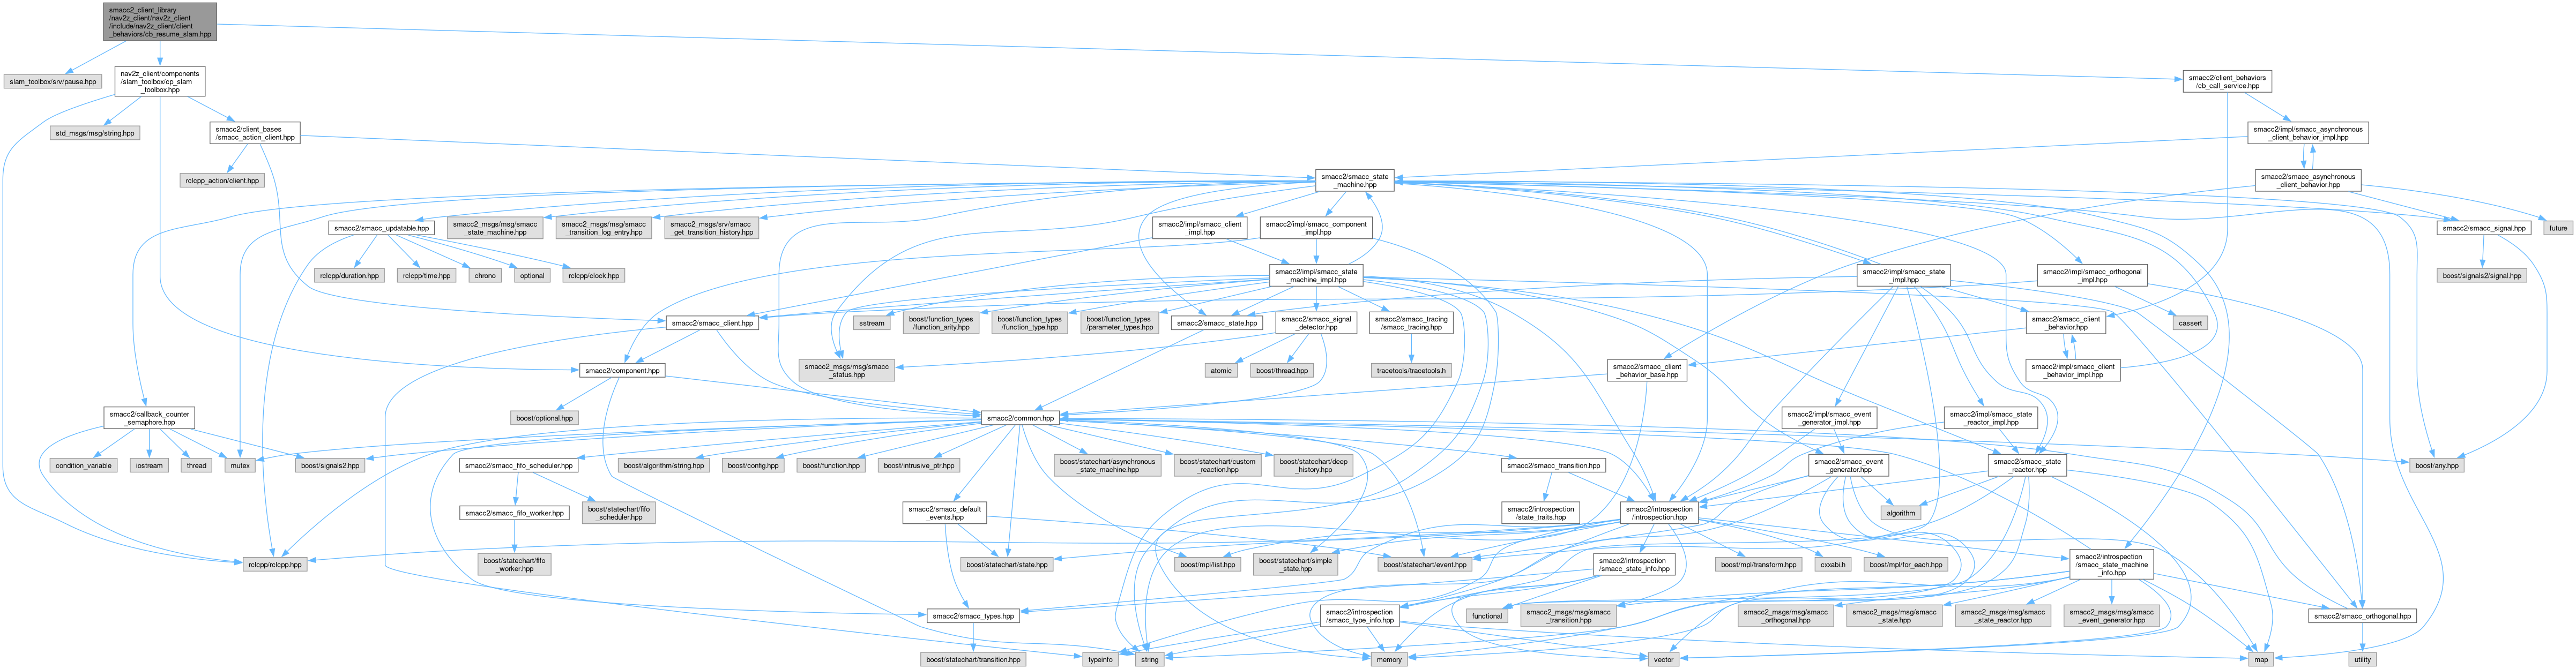 smacc2_client_library
/nav2z_client/nav2z_client
/include/nav2z_client/client
_behaviors/cb_resume_slam.hpp
slam_toolbox/srv/pause.hpp
nav2z_client/components
/slam_toolbox/cp_slam
_toolbox.hpp
smacc2/client_behaviors
/cb_call_service.hpp
std_msgs/msg/string.hpp
smacc2/client_bases
/smacc_action_client.hpp
smacc2/impl/smacc_asynchronous
_client_behavior_impl.hpp
rclcpp_action/client.hpp
smacc2/smacc_state
_machine.hpp
smacc2/smacc_asynchronous
_client_behavior.hpp
smacc2/smacc_updatable.hpp
smacc2_msgs/msg/smacc
_state_machine.hpp
smacc2_msgs/msg/smacc
_transition_log_entry.hpp
smacc2_msgs/srv/smacc
_get_transition_history.hpp
smacc2/impl/smacc_client
_impl.hpp
smacc2/impl/smacc_component
_impl.hpp
smacc2/smacc_signal.hpp
future
rclcpp/duration.hpp
rclcpp/time.hpp
chrono
optional
rclcpp/clock.hpp
smacc2/impl/smacc_state
_machine_impl.hpp
smacc2/impl/smacc_state
_impl.hpp
smacc2/impl/smacc_orthogonal
_impl.hpp
boost/signals2/signal.hpp
smacc2/smacc_client.hpp
sstream
boost/function_types
/function_arity.hpp
boost/function_types
/function_type.hpp
boost/function_types
/parameter_types.hpp
smacc2/smacc_state.hpp
smacc2/smacc_signal
_detector.hpp
smacc2/smacc_tracing
/smacc_tracing.hpp
smacc2/smacc_client
_behavior.hpp
cassert
smacc2/component.hpp
smacc2_msgs/msg/smacc
_status.hpp
atomic
boost/thread.hpp
tracetools/tracetools.h
smacc2/smacc_client
_behavior_base.hpp
smacc2/impl/smacc_client
_behavior_impl.hpp
smacc2/callback_counter
_semaphore.hpp
boost/optional.hpp
smacc2/common.hpp
smacc2/impl/smacc_event
_generator_impl.hpp
smacc2/impl/smacc_state
_reactor_impl.hpp
condition_variable
iostream
thread
mutex
boost/signals2.hpp
smacc2/smacc_fifo_scheduler.hpp
boost/algorithm/string.hpp
boost/config.hpp
boost/function.hpp
boost/intrusive_ptr.hpp
boost/statechart/asynchronous
_state_machine.hpp
boost/statechart/custom
_reaction.hpp
boost/statechart/deep
_history.hpp
smacc2/smacc_transition.hpp
smacc2/smacc_event
_generator.hpp
smacc2/smacc_state
_reactor.hpp
boost/any.hpp
smacc2/smacc_fifo_worker.hpp
boost/statechart/fifo
_scheduler.hpp
smacc2/smacc_default
_events.hpp
smacc2/introspection
/state_traits.hpp
smacc2/introspection
/introspection.hpp
algorithm
rclcpp/rclcpp.hpp
boost/statechart/fifo
_worker.hpp
boost/statechart/state.hpp
boost/mpl/list.hpp
boost/statechart/simple
_state.hpp
boost/statechart/event.hpp
smacc2/introspection
/smacc_state_info.hpp
boost/mpl/transform.hpp
cxxabi.h
boost/mpl/for_each.hpp
smacc2/introspection
/smacc_state_machine
_info.hpp
smacc2/smacc_types.hpp
functional
smacc2/introspection
/smacc_type_info.hpp
smacc2_msgs/msg/smacc
_transition.hpp
smacc2_msgs/msg/smacc
_orthogonal.hpp
smacc2_msgs/msg/smacc
_state.hpp
smacc2_msgs/msg/smacc
_state_reactor.hpp
smacc2_msgs/msg/smacc
_event_generator.hpp
smacc2/smacc_orthogonal.hpp
boost/statechart/transition.hpp
typeinfo
string
memory
vector
map
utility